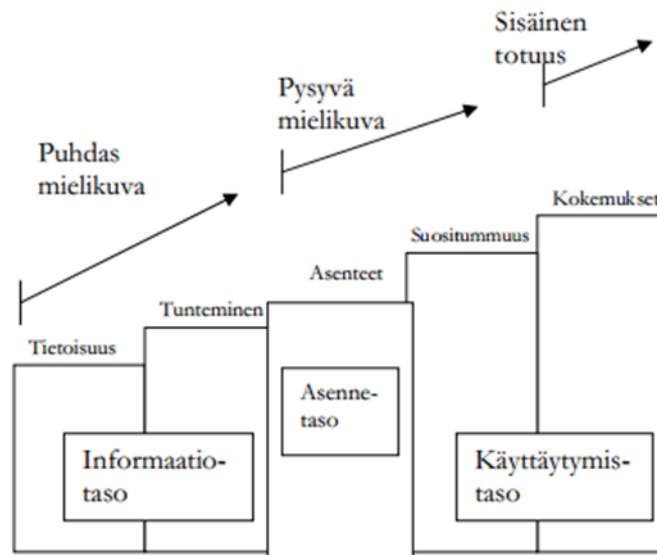 Sisäinen
totuus
Pysyvä
mielikuva
Puhdas
mielikuva
Kokemukset
Suositummuus
Asenteet
Tunteminen
Tietoisuus
Asenne-
taso
Informaatio-
taso
Käyttäytymis-
taso